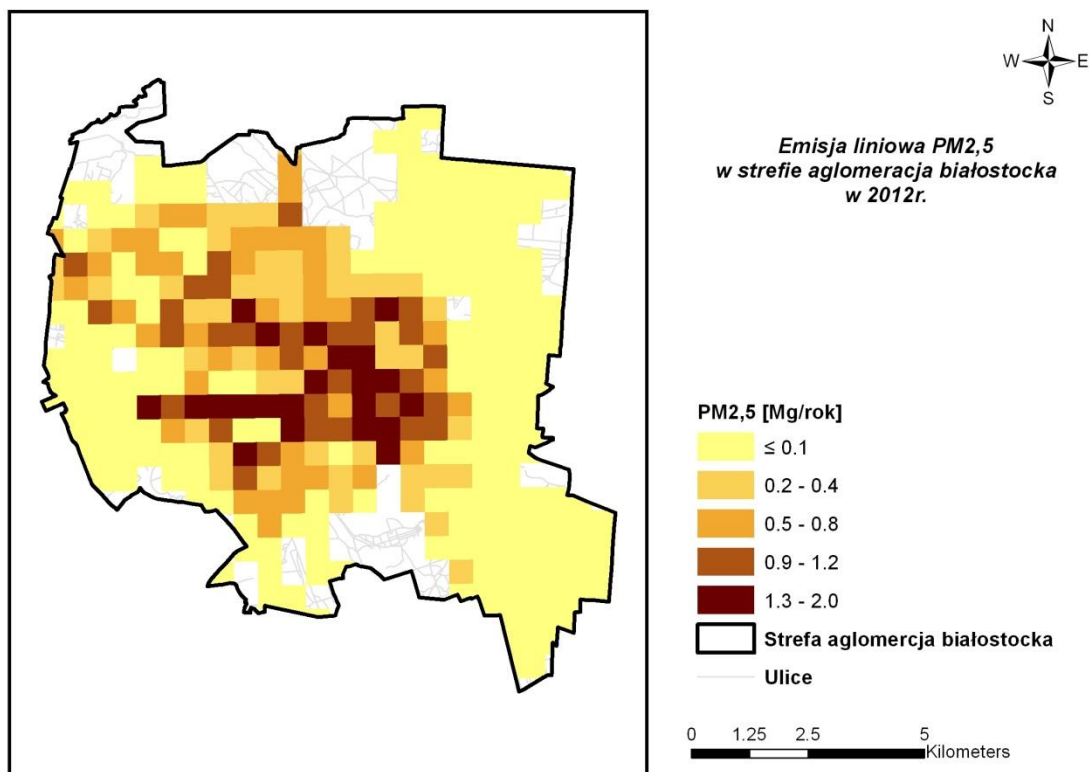 N
W E
S
Emisja liniowa PM2,5
w strefie aglomeracja białostocka
w 2012r.
PM2,5 [Mg/rok]
≤ 0.1
0.2 - 0.4
0.5 - 0.8
0.9 - 1.2
1.3 - 2.0
Strefa aglomercja białostocka
Ulice
0 1.25 2.5 5
Kilometers